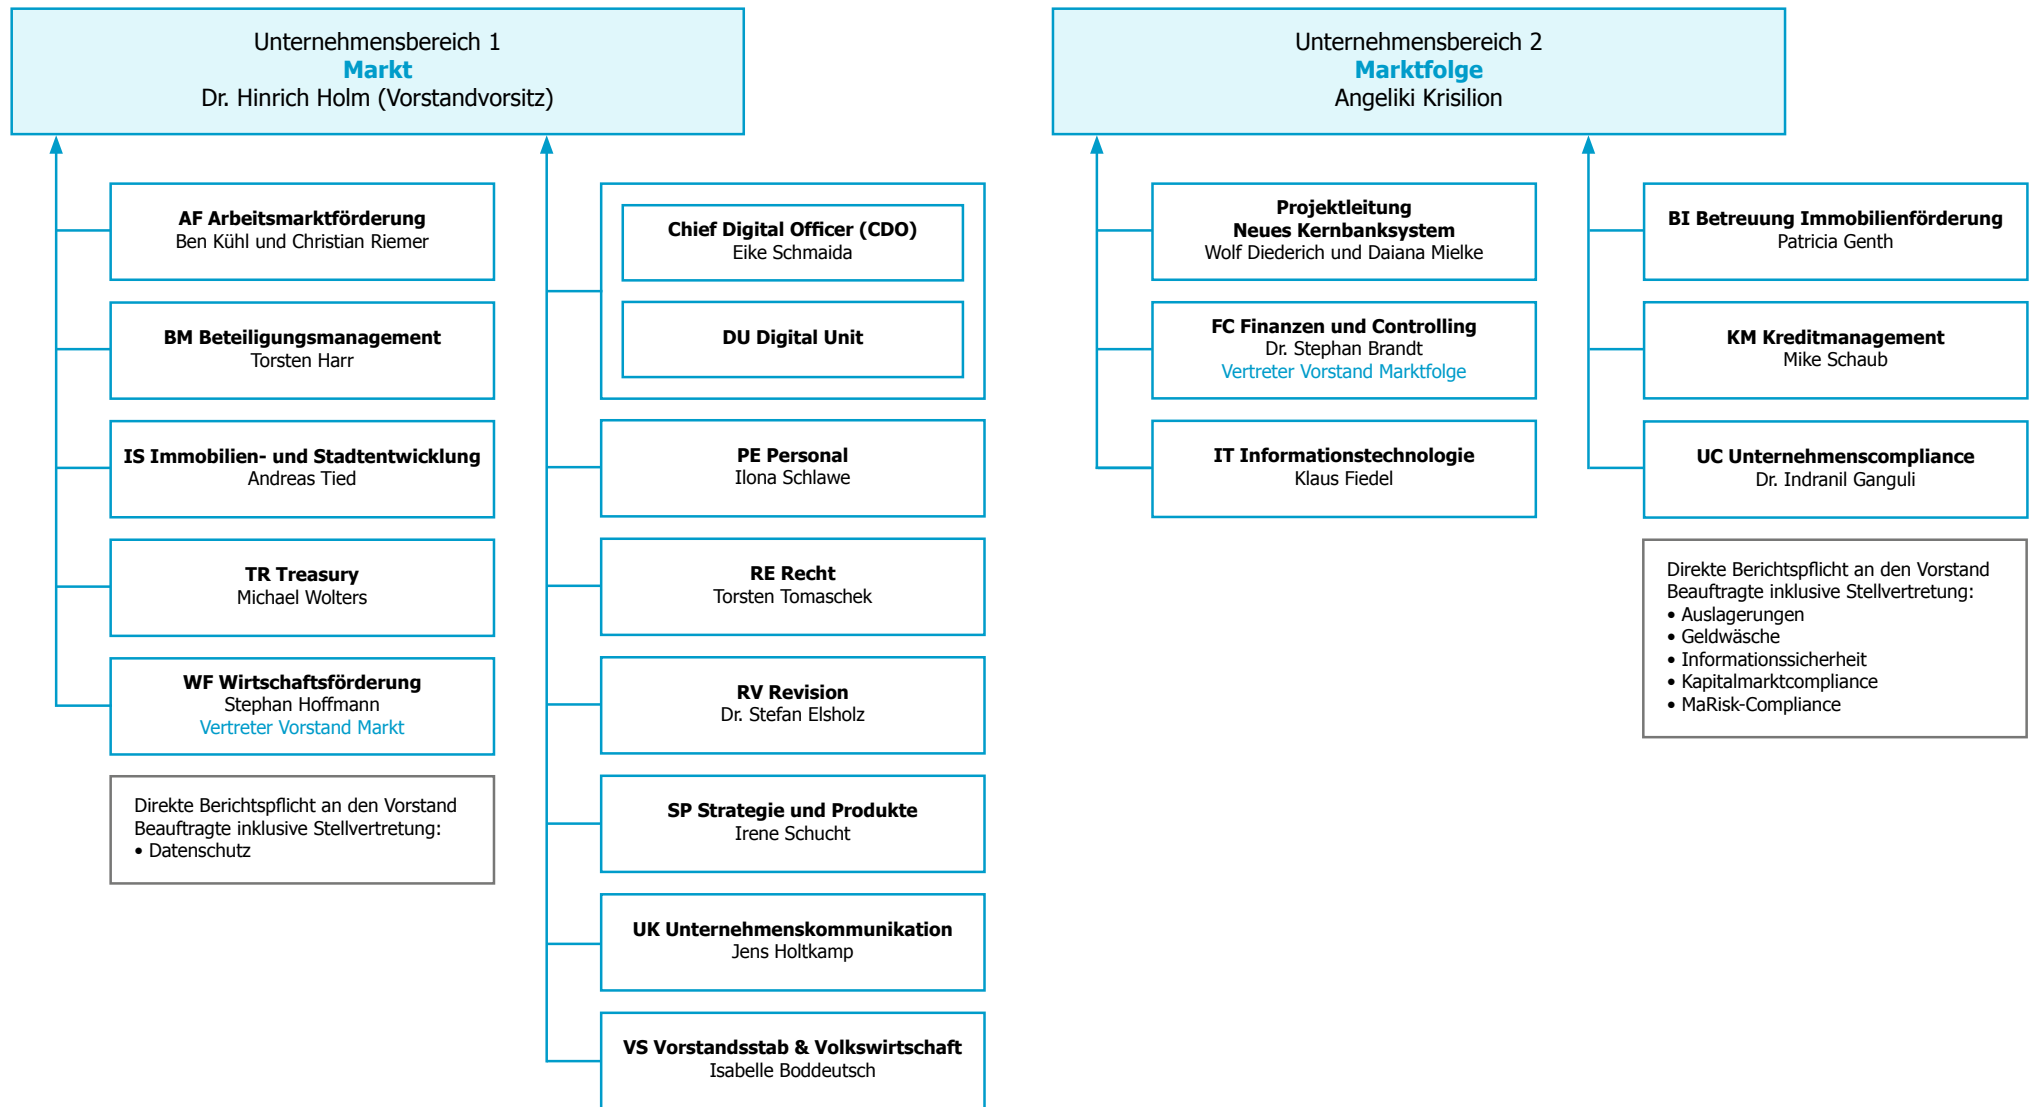 Unternehmensbereich 1
Markt
Dr. Hinrich Holm (Vorstandvorsitz)
AF Arbeitsmarktförderung
Ben Kühl und Christian Riemer
BM Beteiligungsmanagement
Torsten Harr
IS Immobilien- und Stadtentwicklung
Andreas Tied
TR Treasury
Michael Wolters
WF Wirtschaftsförderung
Stephan Hoffmann
Vertreter Vorstand Markt
Direkte Berichtspflicht an den Vorstand
Beauftragte inklusive Stellvertretung:
• Datenschutz
Chief Digital Officer (CDO)
Eike Schmaida
DU Digital Unit
PE Personal
Ilona Schlawe
RE Recht
Torsten Tomaschek
RV Revision
Dr. Stefan Elsholz
SP Strategie und Produkte
Irene Schucht
UK Unternehmenskommunikation
Jens Holtkamp
VS Vorstandsstab & Volkswirtschaft
Isabelle Boddeutsch
Unternehmensbereich 2
Marktfolge
Angeliki Krisilion
Projektleitung
Neues Kernbanksystem
Wolf Diederich und Daiana Mielke
FC Finanzen und Controlling
Dr. Stephan Brandt
Vertreter Vorstand Marktfolge
IT Informationstechnologie
Klaus Fiedel
BI Betreuung Immobilienförderung
Patricia Genth
KM Kreditmanagement
Mike Schaub
UC Unternehmenscompliance
Dr. Indranil Ganguli
Direkte Berichtspflicht an den Vorstand
Beauftragte inklusive Stellvertretung:
• Auslagerungen
• Geldwäsche
• Informationssicherheit
• Kapitalmarktcompliance
• MaRisk-Compliance